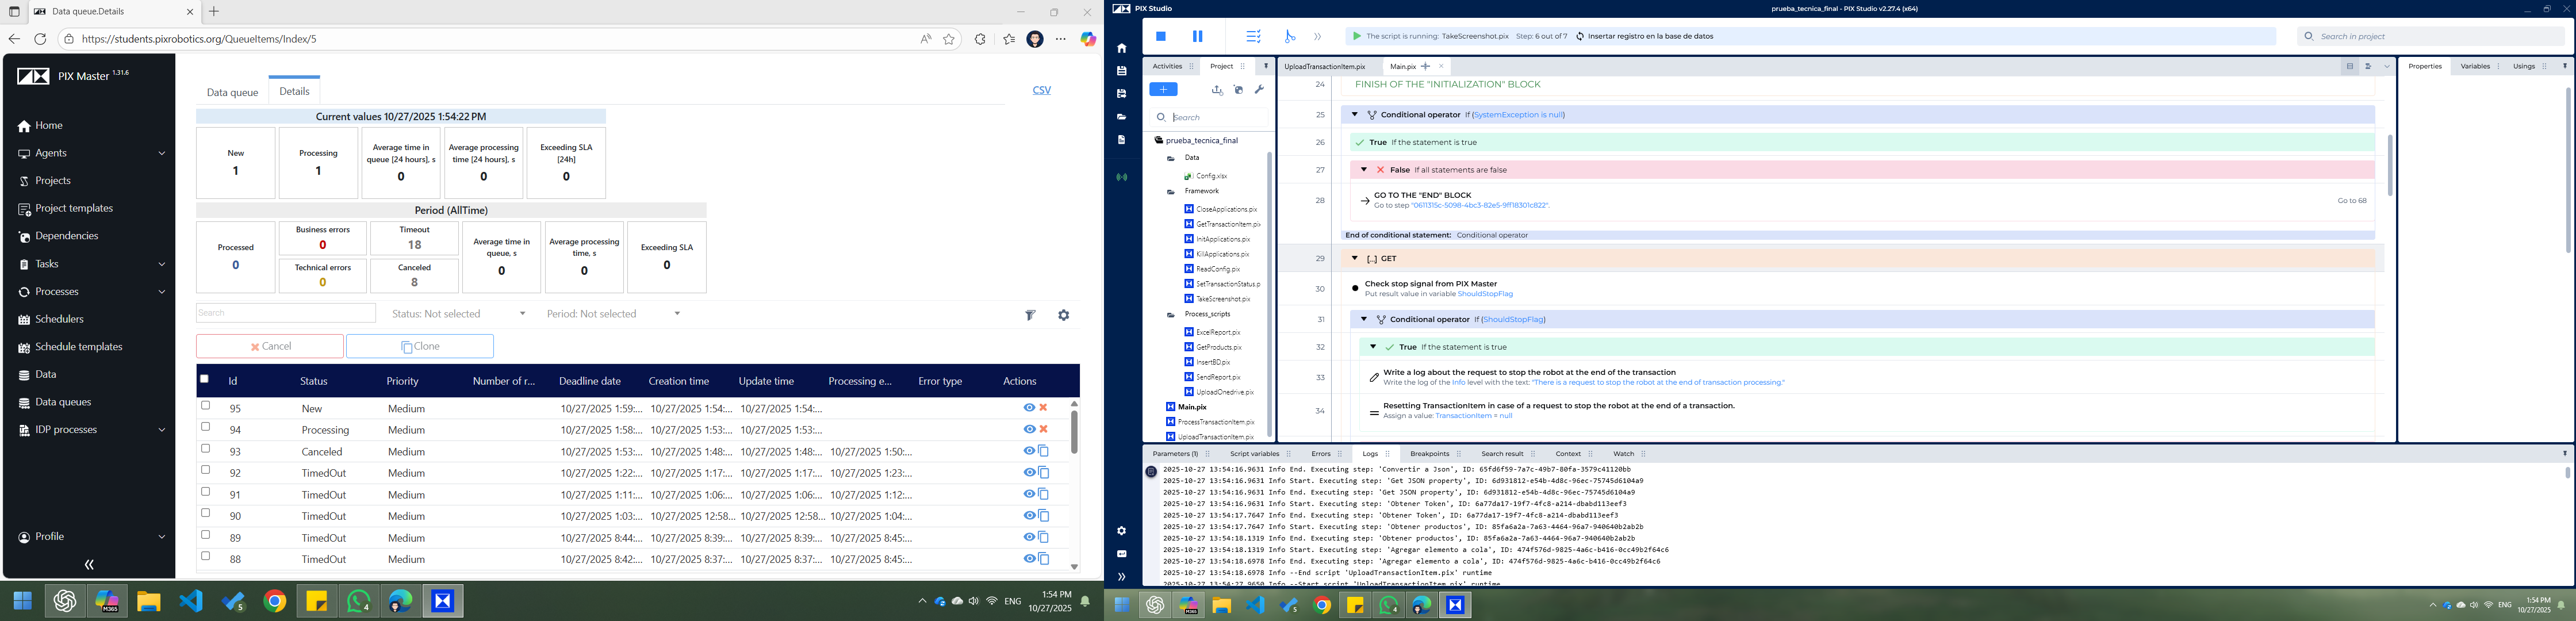 Data queue.Details
https://students.pixrobotics.org/QueueItems/Index/5
PIX Master 1.31.6
Home
Agents
Projects
Project templates
Dependencies
Tasks
Processes
Schedulers
Schedule templates
Data
Data queues
IDP processes
Profile
Data queue Details CSV
Current values 10/27/2025 1:54:22 PM
New
1
Processing
1
Average time in queue [24 hours], s
0
Average processing time [24 hours], s
0
Exceeding SLA [24h]
0
Period (AllTime)
Processed
0
Business errors
0
Technical errors
0
Timeout
18
Canceled
8
Average time in queue, s
0
Average processing time, s
0
Exceeding SLA
0
Search Status: Not selected Period: Not selected
Cancel Clone
Id Status Priority Number of r... Deadline date Creation time Update time Processing e... Error type Actions
95 New Medium 10/27/2025 1:59:... 10/27/2025 1:54:... 10/27/2025 1:54:...
94 Processing Medium 10/27/2025 1:58:... 10/27/2025 1:53:... 10/27/2025 1:53:...
93 Canceled Medium 10/27/2025 1:53:... 10/27/2025 1:48:... 10/27/2025 1:48:... 10/27/2025 1:50:...
92 TimedOut Medium 10/27/2025 1:22:... 10/27/2025 1:17:... 10/27/2025 1:17:... 10/27/2025 1:23:...
91 TimedOut Medium 10/27/2025 1:11:... 10/27/2025 1:06:... 10/27/2025 1:06:... 10/27/2025 1:12:...
90 TimedOut Medium 10/27/2025 1:03:... 10/27/2025 12:58... 10/27/2025 12:58... 10/27/2025 1:04:...
89 TimedOut Medium 10/27/2025 8:44:... 10/27/2025 8:39:... 10/27/2025 8:39:... 10/27/2025 8:45:...
88 TimedOut Medium 10/27/2025 8:42:... 10/27/2025 8:37:... 10/27/2025 8:37:... 10/27/2025 8:43:...
M365 5 4 ENG 1:54 PM
10/27/2025
PIX Studio
prueba_tecnica_final - PIX Studio v2.27.4 (x64)
The script is running: TakeScreenshot.pix Step: 6 out of 7 Insertar registro en la base de datos
Search in project
Activities Project
Search
prueba_tecnica_final
Data
Config.xlsx
Framework
CloseApplications.pix
GetTransactionItem.pix
InitApplications.pix
KillApplications.pix
ReadConfig.pix
SetTransactionStatus.p
TakeScreenshot.pix
Process_scripts
ExcelReport.pix
GetProducts.pix
InsertBD.pix
SendReport.pix
UploadOnedrive.pix
Main.pix
ProcessTransactionItem.pix
UploadTransactionItem.pix
UploadTransactionItem.pix Main.pix
24 FINISH OF THE "INITIALIZATION" BLOCK
25 Conditional operator If (SystemException is null)
26 True If the statement is true
27 False If all statements are false
28 GO TO THE "END" BLOCK
Go to step "0611315c-5098-4bc3-82e5-9ff18301c822". Go to 68
End of conditional statement: Conditional operator
29 [...] GET
30 Check stop signal from PIX Master
Put result value in variable ShouldStopFlag
31 Conditional operator If (ShouldStopFlag)
32 True If the statement is true
33 Write a log about the request to stop the robot at the end of the transaction
Write the log of the Info level with the text: "There is a request to stop the robot at the end of transaction processing."
34 Resetting TransactionItem in case of a request to stop the robot at the end of a transaction.
Assign a value: TransactionItem = null
Properties Variables Usings
Parameters (1) Script variables Errors Logs Breakpoints Search result Context Watch
2025-10-27 13:54:16.9631 Info End. Executing step: 'Convertir a Json', ID: 65fd6f59-7a7c-49b7-80fa-3579c41120bb
2025-10-27 13:54:16.9631 Info Start. Executing step: 'Get JSON property', ID: 6d931812-e54b-4d8c-96ec-75745d6104a9
2025-10-27 13:54:16.9631 Info End. Executing step: 'Get JSON property', ID: 6d931812-e54b-4d8c-96ec-75745d6104a9
2025-10-27 13:54:16.9631 Info Start. Executing step: 'Obtener Token', ID: 6a77da17-19f7-4fc8-a214-dbabd113eef3
2025-10-27 13:54:17.7647 Info End. Executing step: 'Obtener Token', ID: 6a77da17-19f7-4fc8-a214-dbabd113eef3
2025-10-27 13:54:17.7647 Info Start. Executing step: 'Obtener productos', ID: 85fa6a2a-7a63-4464-96a7-940640b2ab2b
2025-10-27 13:54:18.1319 Info End. Executing step: 'Obtener productos', ID: 85fa6a2a-7a63-4464-96a7-940640b2ab2b
2025-10-27 13:54:18.1319 Info Start. Executing step: 'Agregar elemento a cola', ID: 474f576d-9825-4a6c-b416-0cc49b2f64c6
2025-10-27 13:54:18.6978 Info End. Executing step: 'Agregar elemento a cola', ID: 474f576d-9825-4a6c-b416-0cc49b2f64c6
2025-10-27 13:54:18.6978 Info --End script 'UploadTransactionItem.pix' runtime
2025-10-27 13:54:27.9650 Info --Start script 'UploadTransactionItem.pix' runtime
M365 5 4 ENG 1:54 PM
10/27/2025